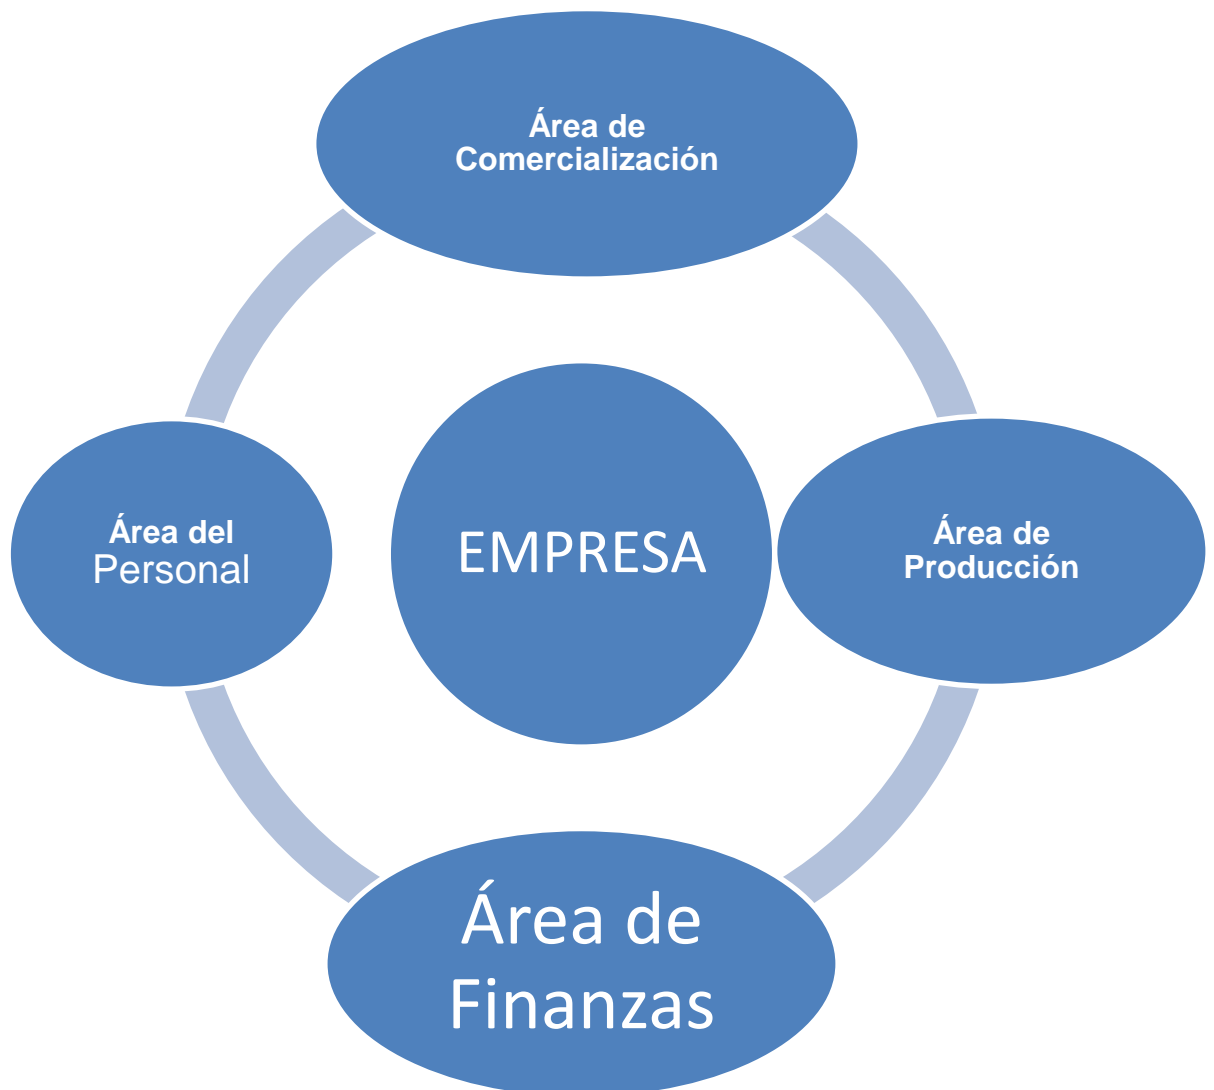 Área de
Comercialización
Área del
Personal
EMPRESA
Área de
Producción
Área de
Finanzas